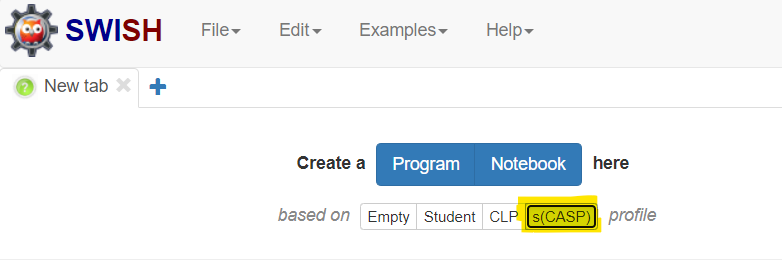 SWISH File Edit Examples Help
New tab
Create a Program Notebook here
based on Empty Student CLP s(CASP) profile